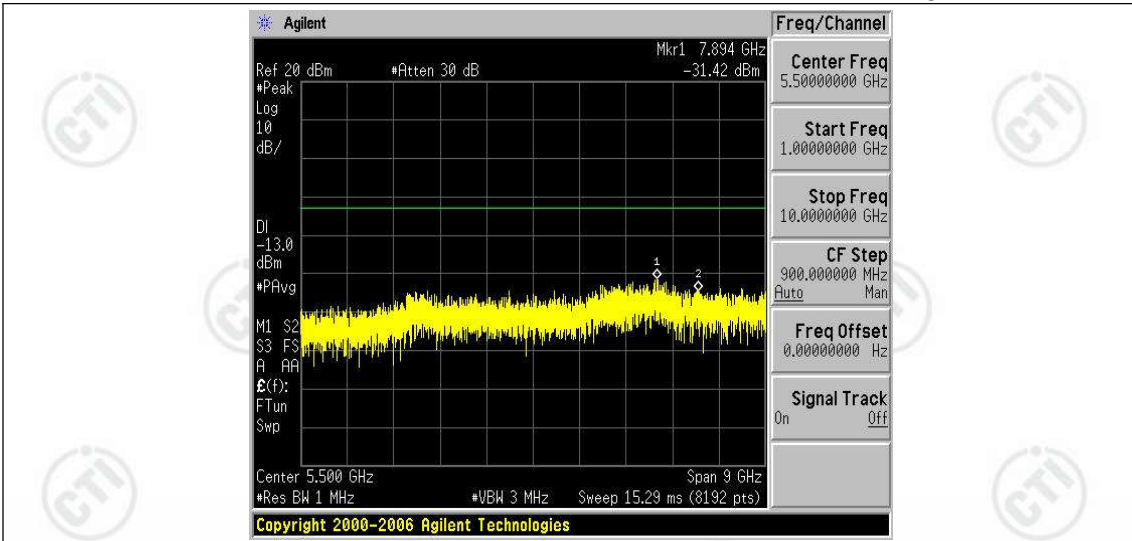 Agilent
Freq/Channel
Mkr1 7.894 GHz
Ref 20 dBm #Atten 30 dB -31.42 dBm
#Peak
Log
10
dB/
DI
-13.0
dBm
#PAvg
M1 S2
S3 FS
A AA
£(f):
FTun
Swp
1
2
Center 5.500 GHz Span 9 GHz
#Res BW 1 MHz #VBW 3 MHz Sweep 15.29 ms (8192 pts)
Copyright 2000-2006 Agilent Technologies
Center Freq
5.50000000 GHz
Start Freq
1.00000000 GHz
Stop Freq
10.0000000 GHz
CF Step
900.000000 MHz
Auto Man
Freq Offset
0.00000000 Hz
Signal Track
On Off
CTI
CTI
CTI
CTI